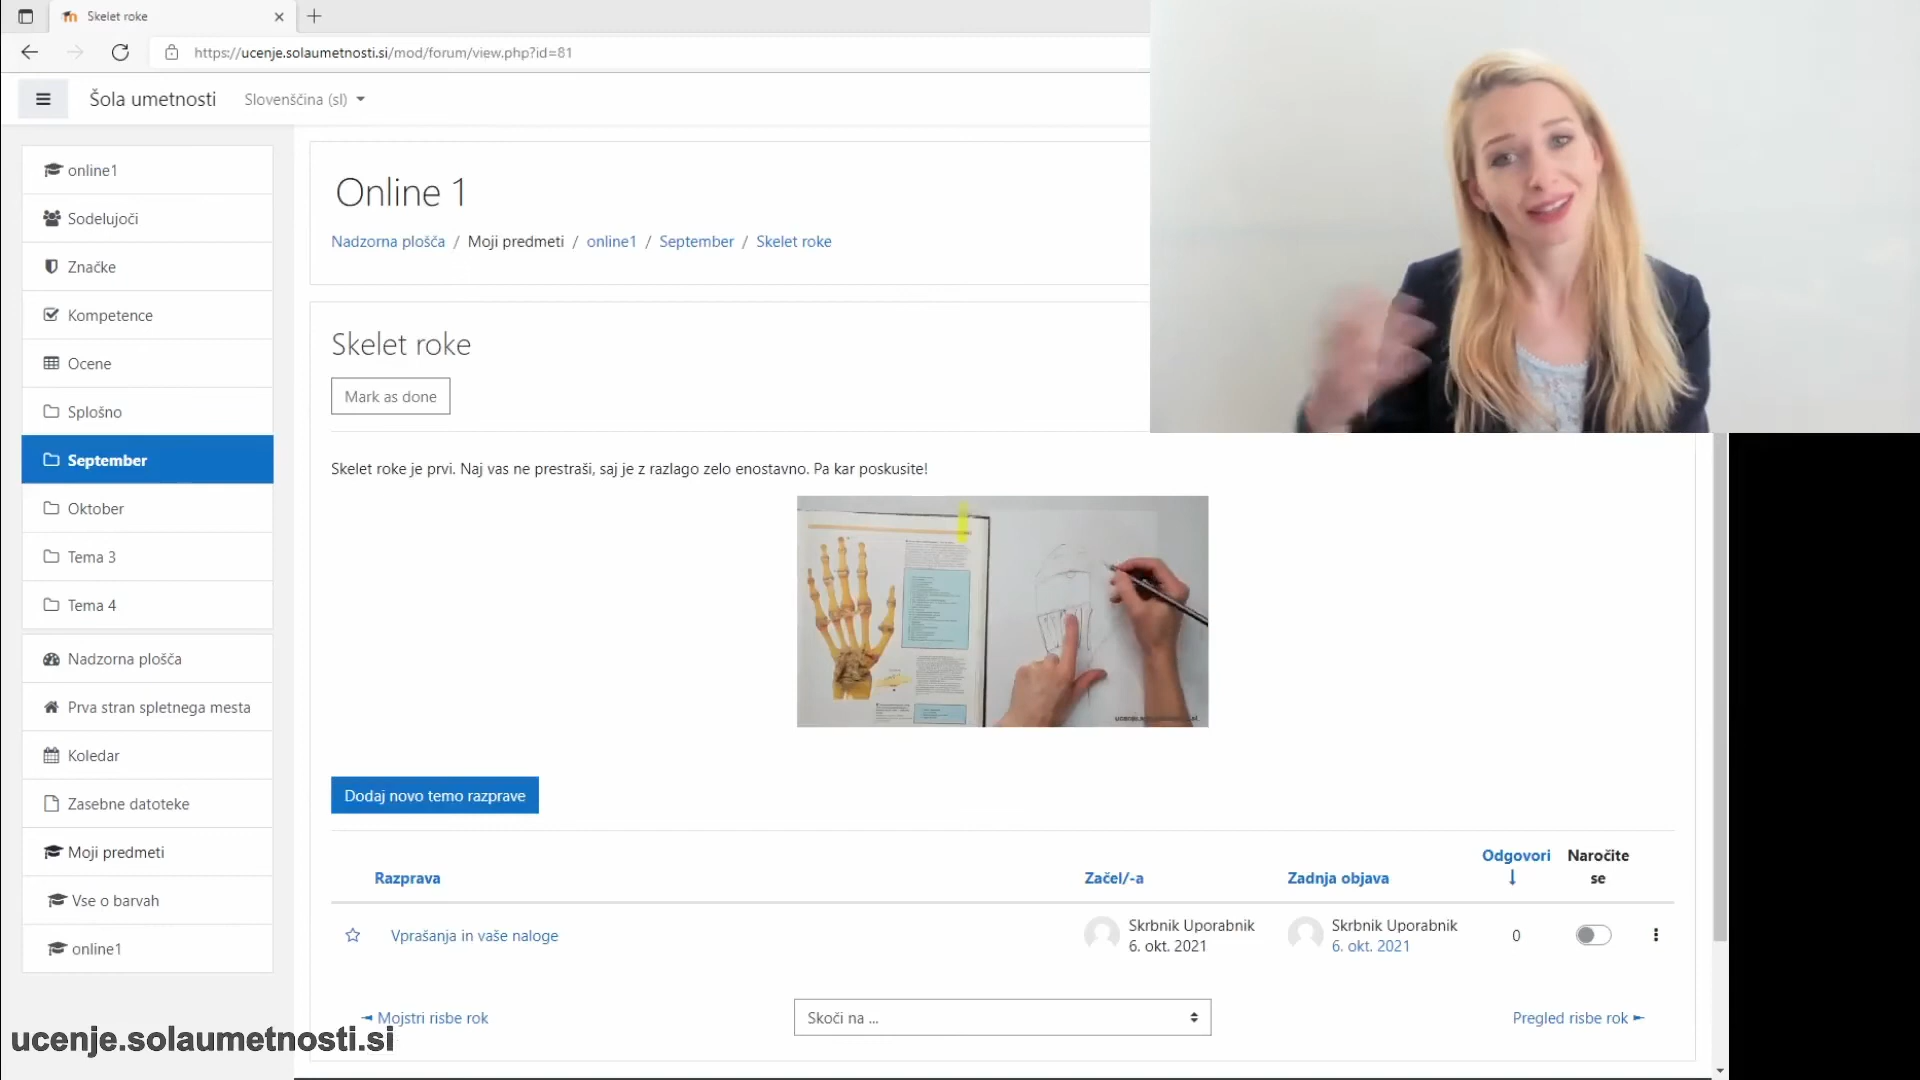 Skelet roke
https://ucenje.solaumetnosti.si/mod/forum/view.php?id=81
Šola umetnosti
Slovenščina (sl)
online1
Sodelujoči
Značke
Kompetence
Ocene
Splošno
September
Oktober
Tema 3
Tema 4
Nadzorna plošča
Prva stran spletnega mesta
Koledar
Zasebne datoteke
Moji predmeti
Vse o barvah
online1
Online 1
Nadzorna plošča / Moji predmeti / online1 / September / Skelet roke
Skelet roke
Mark as done
Skelet roke je prvi. Naj vas ne prestraši, saj je z razlago zelo enostavno. Pa kar poskusite!
ucenje.solaumetnosti.si
Dodaj novo temo razprave
Razprava Začel/-a Zadnja objava Odgovori ↓ Naročite se
Vprašanja in vaše naloge Skrbnik Uporabnik 6. okt. 2021 Skrbnik Uporabnik 6. okt. 2021 0
◄ Mojstri risbe rok Skoči na ... Pregled risbe rok ►
ucenje.solaumetnosti.si